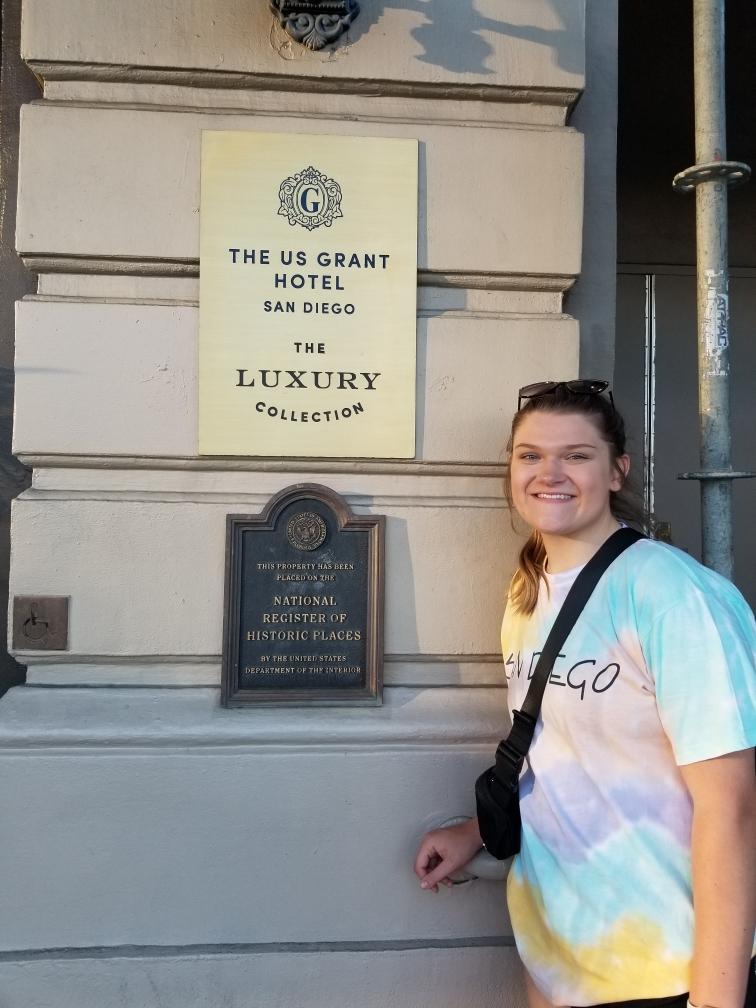 G
THE US GRANT
HOTEL
SAN DIEGO
THE
LUXURY
COLLECTION
THIS PROPERTY HAS BEEN
PLACED ON THE
NATIONAL
REGISTER OF
HISTORIC PLACES
BY THE UNITED STATES
DEPARTMENT OF THE INTERIOR
SAN DIEGO